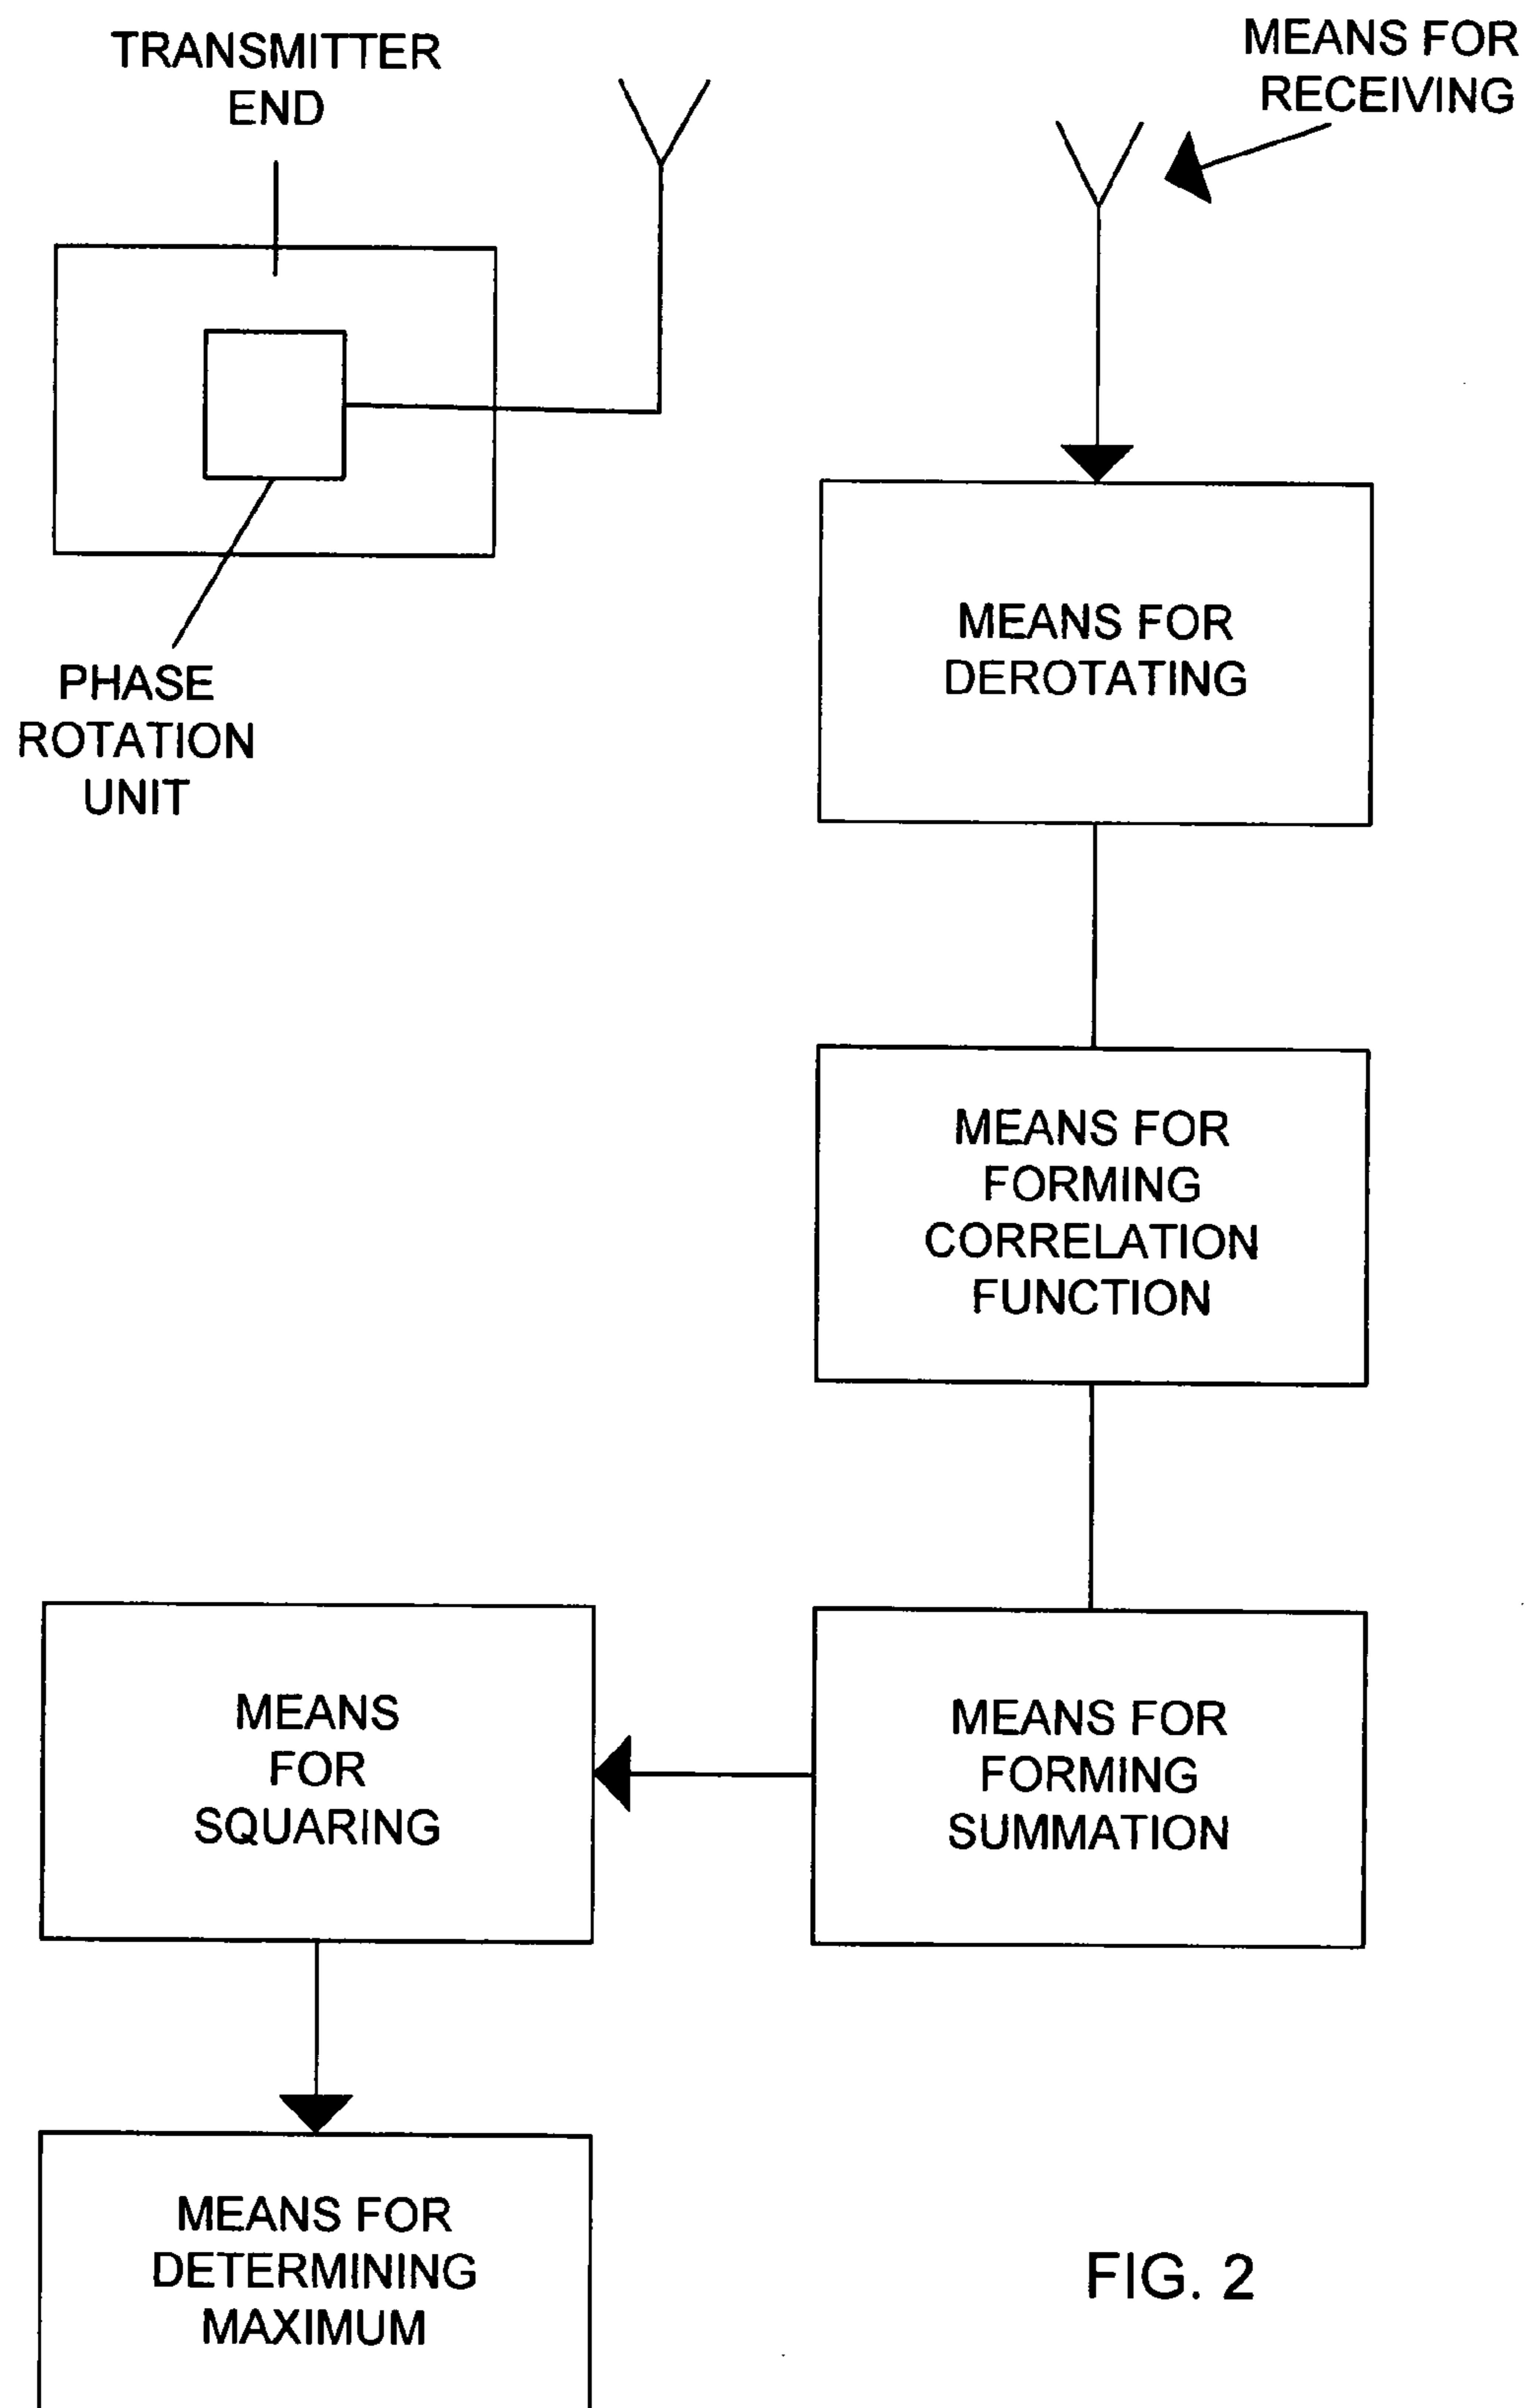 TRANSMITTER
END
MEANS FOR
RECEIVING
PHASE
ROTATION
UNIT
MEANS FOR
DEROTATING
MEANS FOR
FORMING
CORRELATION
FUNCTION
MEANS FOR
FORMING
SUMMATION
MEANS
FOR
SQUARING
MEANS FOR
DETERMINING
MAXIMUM
FIG. 2